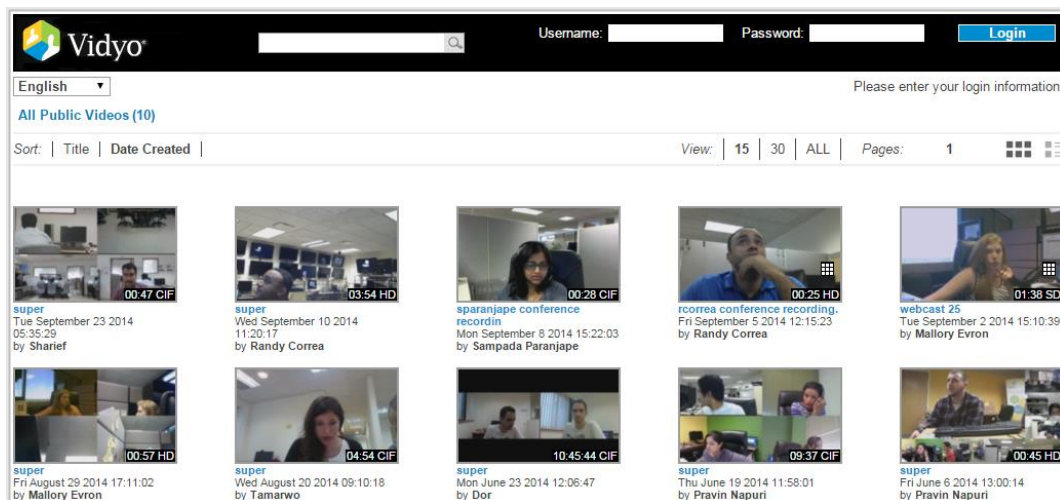 Vidyo
Username: Password: Login
English Please enter your login information
All Public Videos (10)
Sort: Title Date Created View: 15 30 ALL Pages: 1
00:47 CIF 03:54 HD 00:28 CIF 00:25 HD 01:38 SD
super super sparanjape conference rcorrea conference recording. webcast 25
Tue September 23 2014 Wed September 10 2014 recordin Fri September 5 2014 12:15:23 Tue September 2 2014 15:10:39
05:35:29 11:20:17 Mon September 8 2014 15:22:03 by Randy Correa by Mallory Evron
by Sharief by Randy Correa by Sampada Paranjape
00:57 HD 04:54 CIF 10:45:44 CIF 09:37 CIF 00:45 HD
super super super super super
Fri August 29 2014 17:11:02 Wed August 20 2014 09:10:18 Mon June 23 2014 12:06:47 Thu June 19 2014 11:58:01 Fri June 6 2014 13:00:14
by Mallory Evron by Tamarwo by Dor by Pravin Napuri by Pravin Napuri